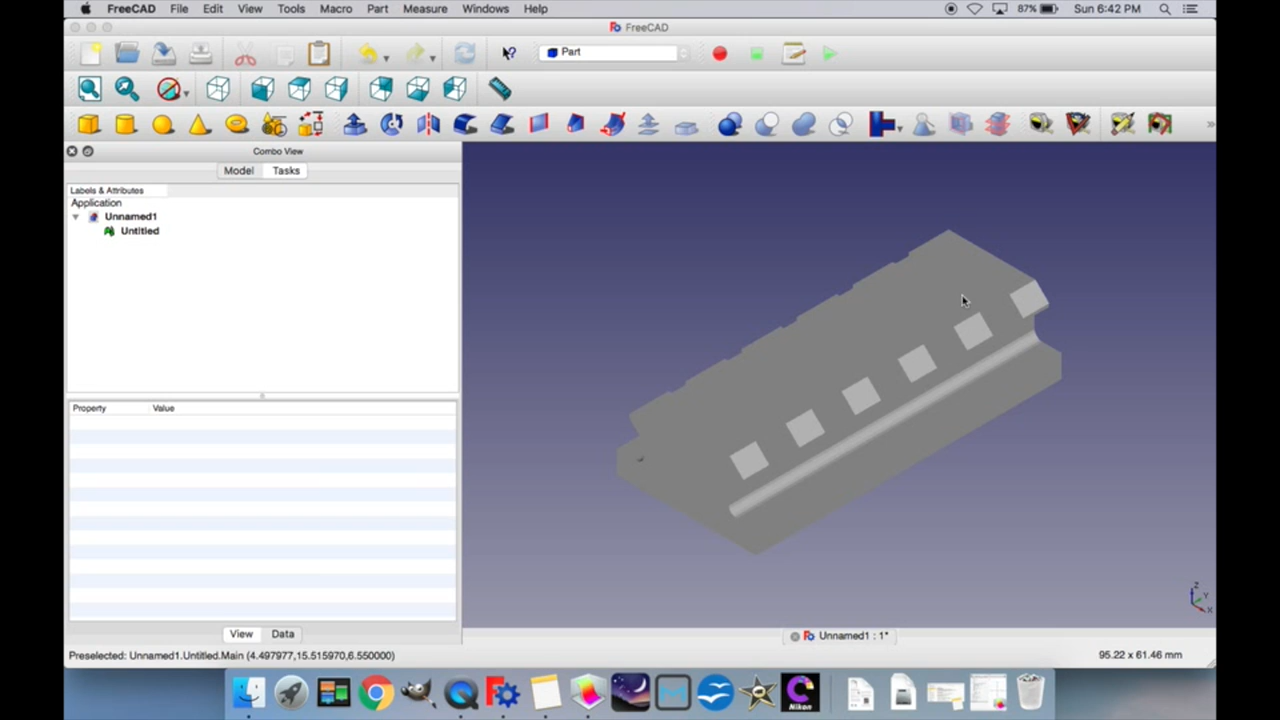 FreeCAD File Edit View Tools Macro Part Measure Windows Help 87% Sun 6:42 PM
FreeCAD
Part
Combo View
Model Tasks
Labels & Attributes
Application
Unnamed1
Untitled
Property Value
View Data
Unnamed1 : 1*
Preselected: Unnamed1.Untitled.Main (4.497977,15.515970,6.550000) 95.22 x 61.46 mm
Z
Y
X
Nikon